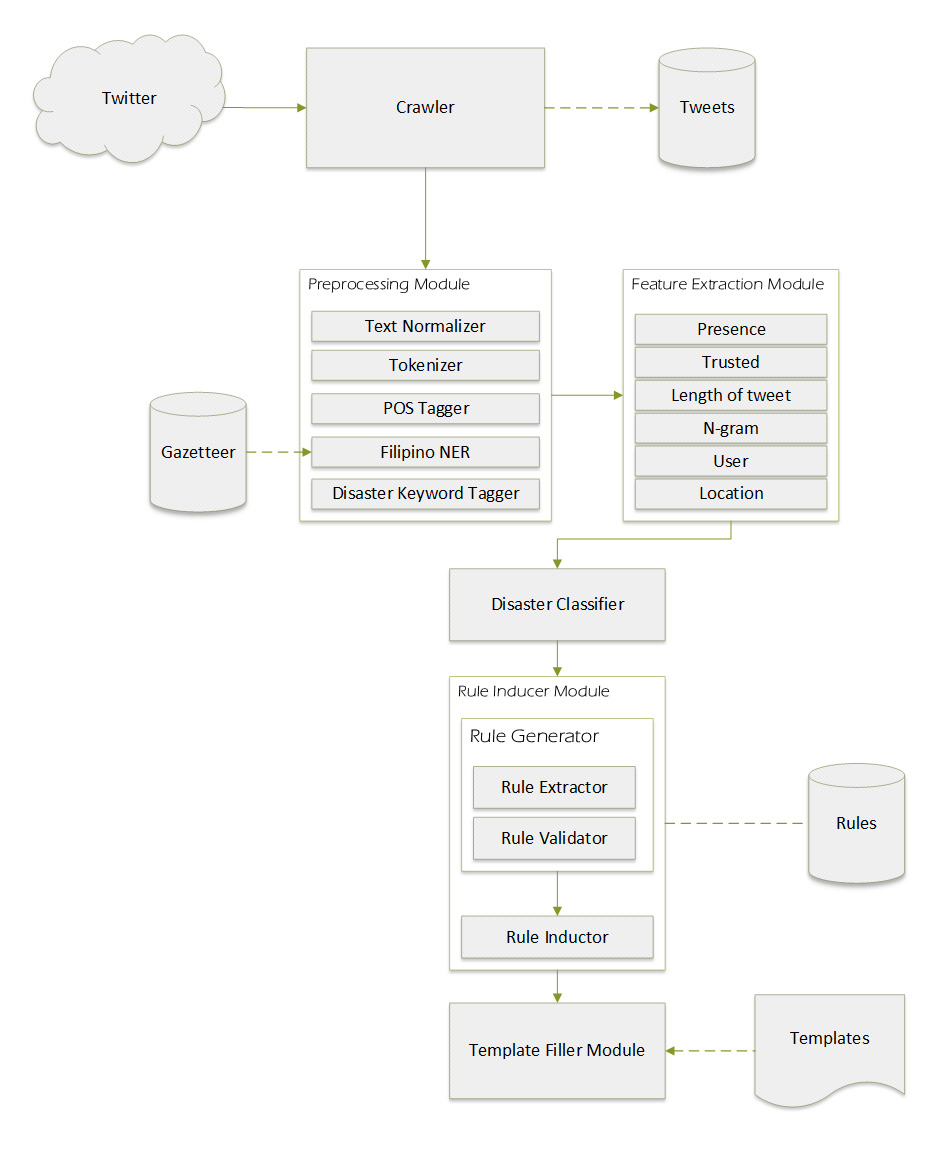 Twitter
Crawler
Tweets
Preprocessing Module
Text Normalizer
Tokenizer
POS Tagger
Filipino NER
Disaster Keyword Tagger
Gazetteer
Feature Extraction Module
Presence
Trusted
Length of tweet
N-gram
User
Location
Disaster Classifier
Rule Inducer Module
Rule Generator
Rule Extractor
Rule Validator
Rule Inductor
Rules
Template Filler Module
Templates